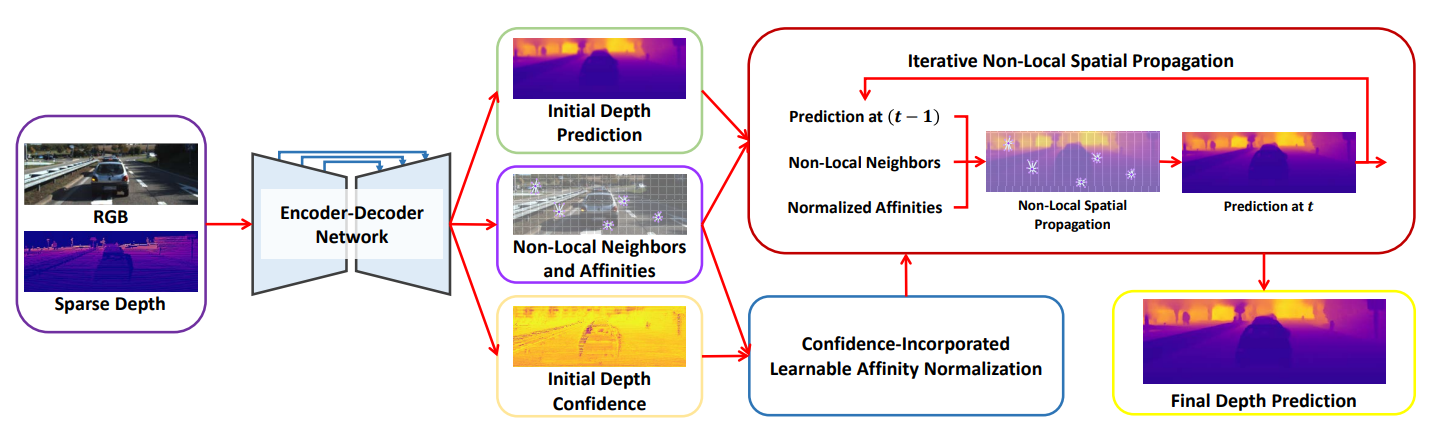 RGB
Sparse Depth
Encoder-Decoder
Network
Initial Depth
Prediction
Non-Local Neighbors
and Affinities
Initial Depth
Confidence
Iterative Non-Local Spatial Propagation
Prediction at (t − 1)
Non-Local Neighbors
Normalized Affinities
Non-Local Spatial
Propagation
Prediction at t
Confidence-Incorporated
Learnable Affinity Normalization
Final Depth Prediction